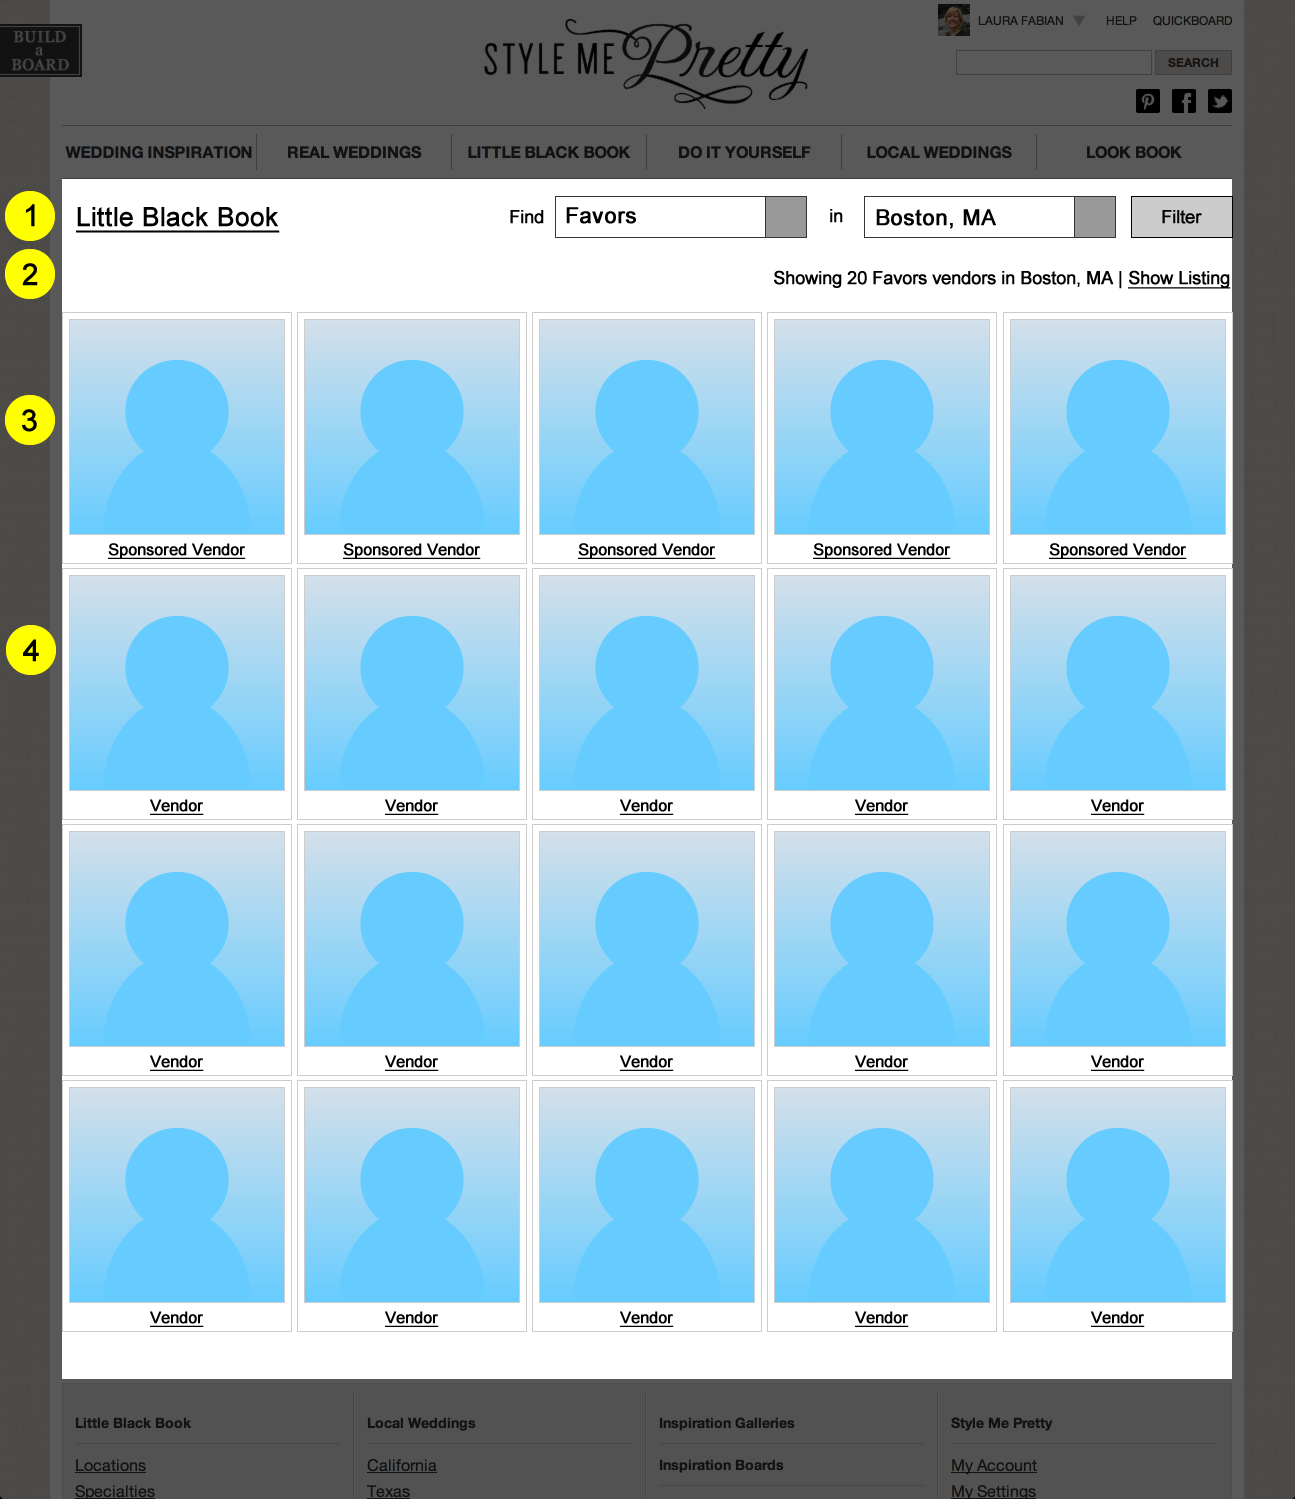 BUILD
a
BOARD
STYLE ME Pretty
LAURA FABIAN HELP QUICKBOARD
SEARCH
WEDDING INSPIRATION REAL WEDDINGS LITTLE BLACK BOOK DO IT YOURSELF LOCAL WEDDINGS LOOK BOOK
1 Little Black Book Find Favors in Boston, MA Filter
2 Showing 20 Favors vendors in Boston, MA | Show Listing
3
Sponsored Vendor Sponsored Vendor Sponsored Vendor Sponsored Vendor Sponsored Vendor
4
Vendor Vendor Vendor Vendor Vendor
Vendor Vendor Vendor Vendor Vendor
Vendor Vendor Vendor Vendor Vendor
Little Black Book Local Weddings Inspiration Galleries Style Me Pretty
Locations California Inspiration Boards My Account
Specialties Texas My Settings